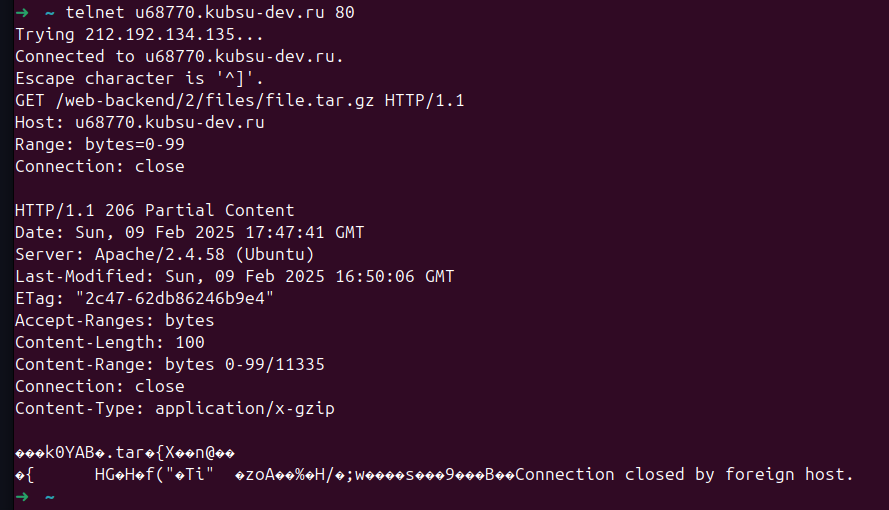 ➜ ~ telnet u68770.kubsu-dev.ru 80
Trying 212.192.134.135...
Connected to u68770.kubsu-dev.ru.
Escape character is '^]'.
GET /web-backend/2/files/file.tar.gz HTTP/1.1
Host: u68770.kubsu-dev.ru
Range: bytes=0-99
Connection: close

HTTP/1.1 206 Partial Content
Date: Sun, 09 Feb 2025 17:47:41 GMT
Server: Apache/2.4.58 (Ubuntu)
Last-Modified: Sun, 09 Feb 2025 16:50:06 GMT
ETag: "2c47-62db86246b9e4"
Accept-Ranges: bytes
Content-Length: 100
Content-Range: bytes 0-99/11335
Connection: close
Content-Type: application/x-gzip

���k0YAB�.tar�{X��n@��
�{      HG�H�f("�Ti"  �zoA��%�H/�;w����s���9���B��Connection closed by foreign host.
➜ ~